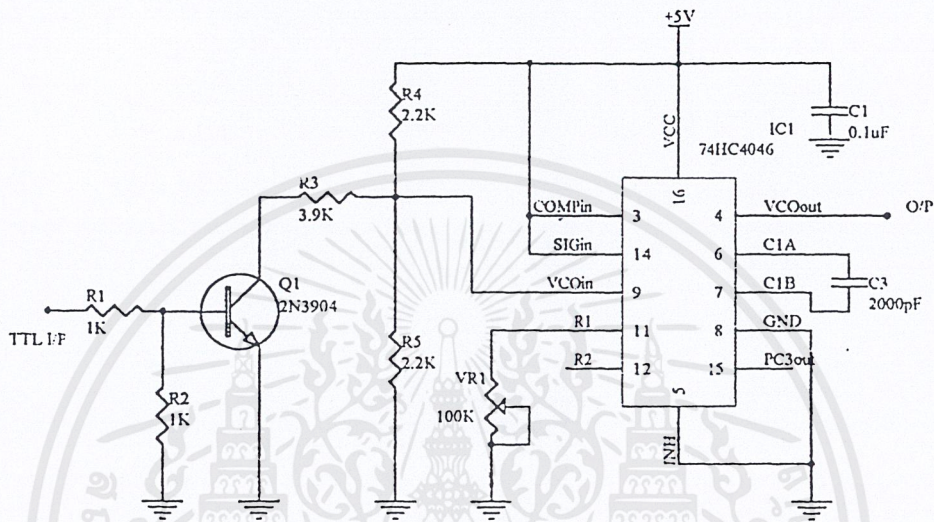 +5V
R4
2.2K
VCC
IC1
74HC4046
C1
0.1uF
R3
3.9K
16
COMPin
3
4
VCOout
O/P
SIGin
14
6
C1A
Q1
2N3904
VCOin
9
7
C1B
C3
2000pF
R1
1K
TTL I/P
R1
11
8
GND
R5
2.2K
R2
12
15
PC3out
VR1
100K
5
R2
1K
INH